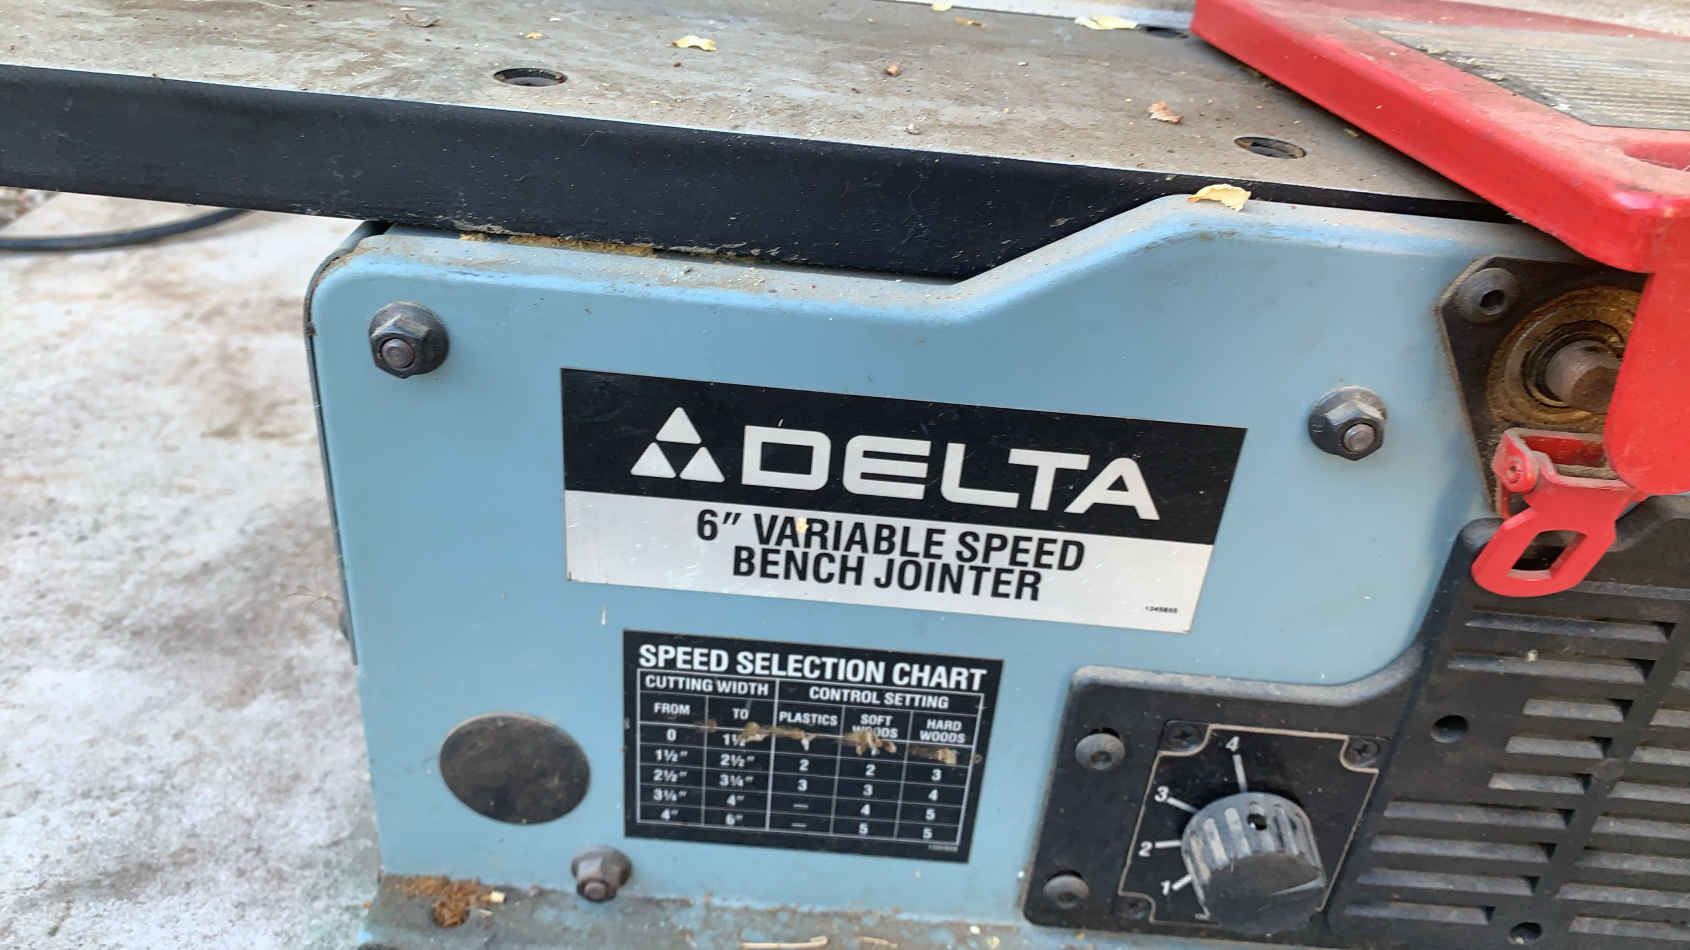 DELTA
6" VARIABLE SPEED
BENCH JOINTER
SPEED SELECTION CHART
CUTTING WIDTH CONTROL SETTING
FROM TO PLASTICS SOFT WOODS HARD WOODS
0 1½"
1½" 2½" 2 2 3
2½" 3¼" 3 3 4
3¼" 4" — 4 5
4" 6" — 5 5
4
3
2
1